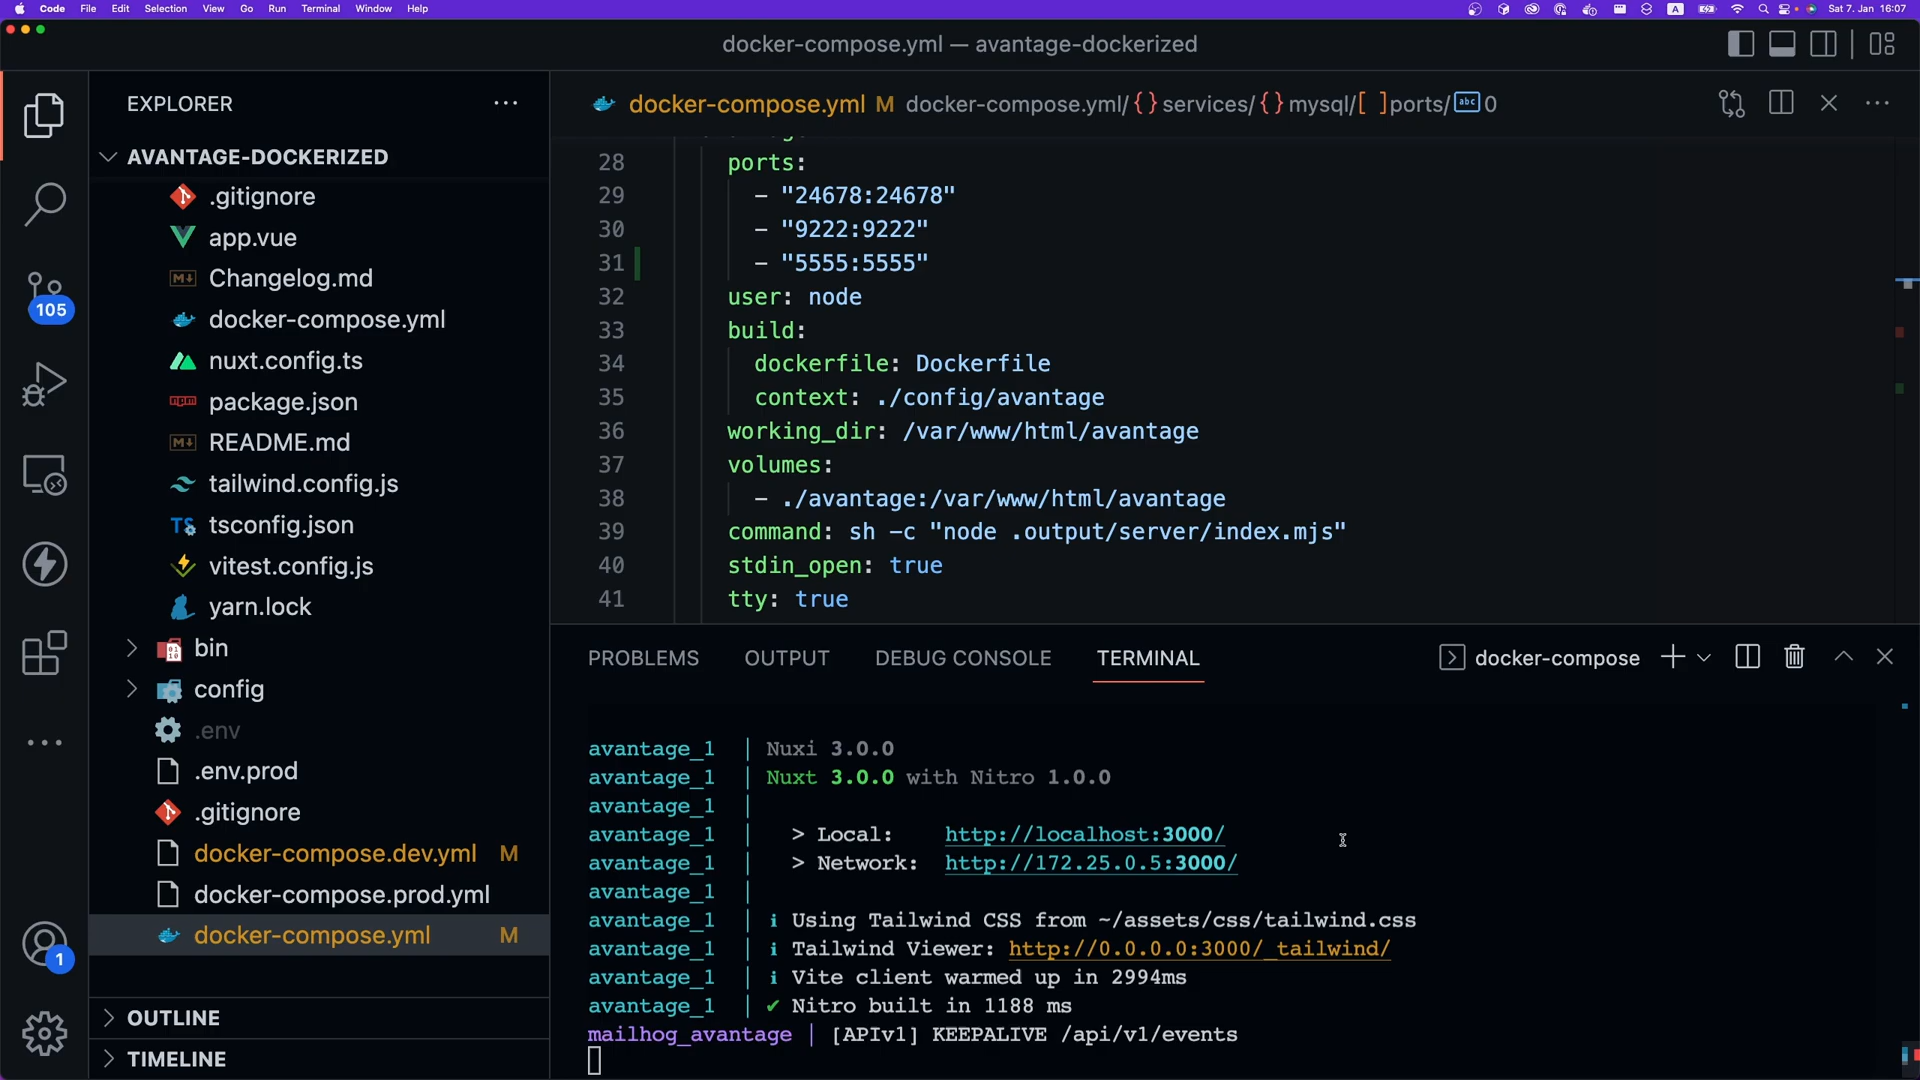 Code File Edit Selection View Go Run Terminal Window Help
A Sat 7. Jan 16:07
docker-compose.yml — avantage-dockerized
EXPLORER
AVANTAGE-DOCKERIZED
.gitignore
app.vue
Changelog.md
docker-compose.yml
nuxt.config.ts
package.json
README.md
tailwind.config.js
tsconfig.json
vitest.config.js
yarn.lock
bin
config
.env
.env.prod
.gitignore
docker-compose.dev.yml M
docker-compose.prod.yml
docker-compose.yml M
OUTLINE
TIMELINE
105
1
docker-compose.yml M docker-compose.yml/{}services/{}mysql/[ ]ports/abc0
28 ports:
29 - "24678:24678"
30 - "9222:9222"
31 - "5555:5555"
32 user: node
33 build:
34 dockerfile: Dockerfile
35 context: ./config/avantage
36 working_dir: /var/www/html/avantage
37 volumes:
38 - ./avantage:/var/www/html/avantage
39 command: sh -c "node .output/server/index.mjs"
40 stdin_open: true
41 tty: true
PROBLEMS OUTPUT DEBUG CONSOLE TERMINAL docker-compose
avantage_1 | Nuxi 3.0.0
avantage_1 | Nuxt 3.0.0 with Nitro 1.0.0
avantage_1 |
avantage_1 | > Local: http://localhost:3000/
avantage_1 | > Network: http://172.25.0.5:3000/
avantage_1 |
avantage_1 | ℹ Using Tailwind CSS from ~/assets/css/tailwind.css
avantage_1 | ℹ Tailwind Viewer: http://0.0.0.0:3000/_tailwind/
avantage_1 | ℹ Vite client warmed up in 2994ms
avantage_1 | ✔ Nitro built in 1188 ms
mailhog_avantage | [APIv1] KEEPALIVE /api/v1/events